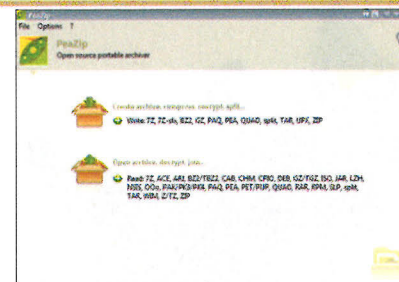 PeaZip
File Options ?
PeaZip
Open source portable archiver
Create archive, compress, encrypt, split...
Write: 7Z, 7Z-sfx, BZ2, GZ, PAQ, PEA, QUAD, split, TAR, UPX, ZIP
Open archive, decrypt, join...
Read: 7Z, ACE, ARJ, BZ2/TBZ2, CAB, CHM, CPIO, DEB, GZ/TGZ, ISO, JAR, LZH,
NSIS, OOo, PAK/PK3/PK4, PAQ, PEA, PET/PUP, QUAD, RAR, RPM, SLP, split,
TAR, WIM, Z/TZ, ZIP